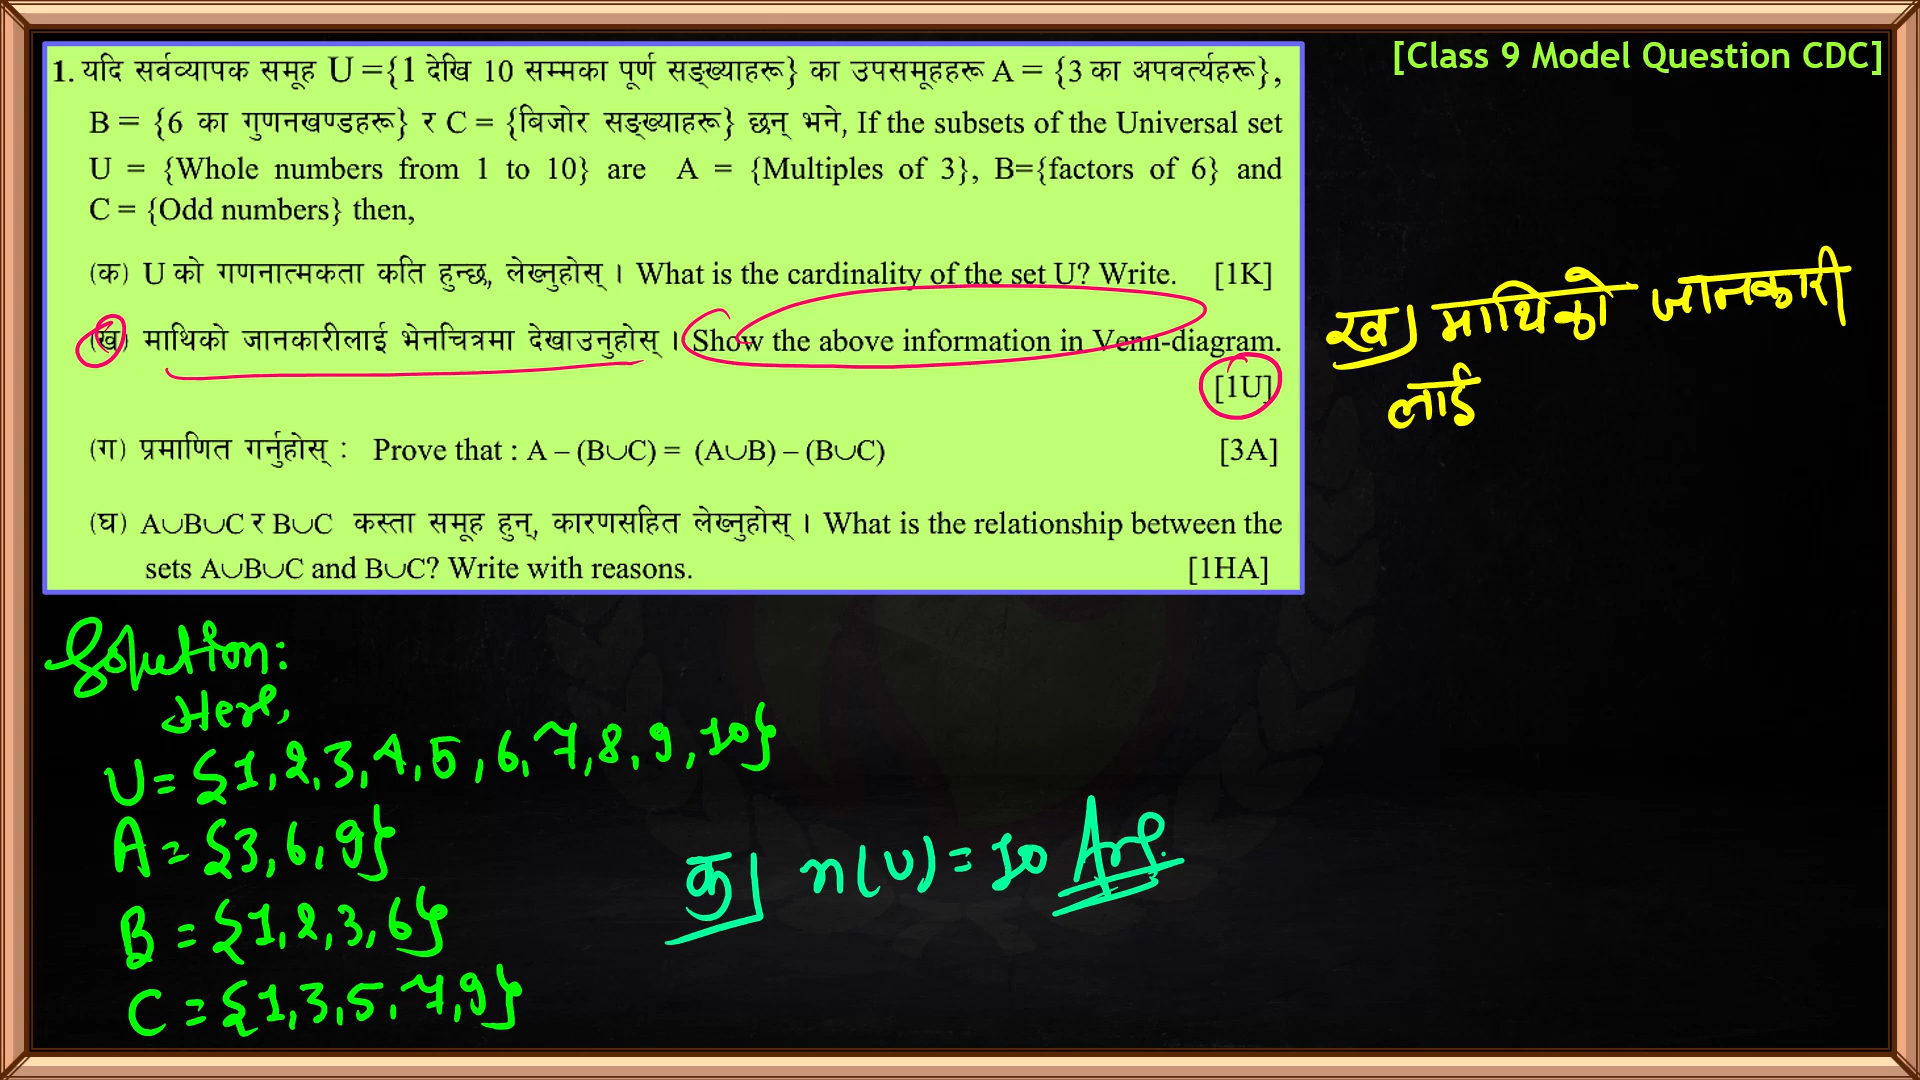 [Class 9 Model Question CDC]
1. यदि सर्वव्यापक समूह U ={1 देखि 10 सम्मका पूर्ण सङ्ख्याहरू} का उपसमूहहरू A = {3 का अपवर्त्यहरू},
B = {6 का गुणनखण्डहरू} र C = {बिजोर सङ्ख्याहरू} छन् भने, If the subsets of the Universal set
U = {Whole numbers from 1 to 10} are A = {Multiples of 3}, B={factors of 6} and
C = {Odd numbers} then,
(क) U को गणनात्मकता कति हुन्छ, लेख्नुहोस् । What is the cardinality of the set U? Write. [1K]
(ख) माथिको जानकारीलाई भेनचित्रमा देखाउनुहोस् । Show the above information in Venn-diagram.
[1U]
(ग) प्रमाणित गर्नुहोस् : Prove that : A – (B∪C) = (A∪B) – (B∪C) [3A]
(घ) A∪B∪C र B∪C कस्ता समूह हुन्, कारणसहित लेख्नुहोस् । What is the relationship between the
sets A∪B∪C and B∪C? Write with reasons. [1HA]
Solution:
Here,
U = {1, 2, 3, 4, 5, 6, 7, 8, 9, 10}
A = {3, 6, 9}
B = {1, 2, 3, 6}
C = {1, 3, 5, 7, 9}
क) n(U) = 10 Ans.
ख) माथिको जानकारी
लाई